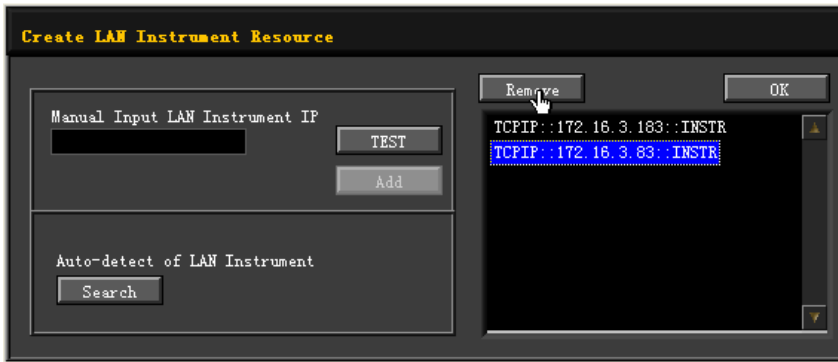 Create LAN Instrument Resource
Manual Input LAN Instrument IP
TEST
Add
Auto-detect of LAN Instrument
Search
Remove
OK
TCPIP::172.16.3.183::INSTR
TCPIP::172.16.3.83::INSTR